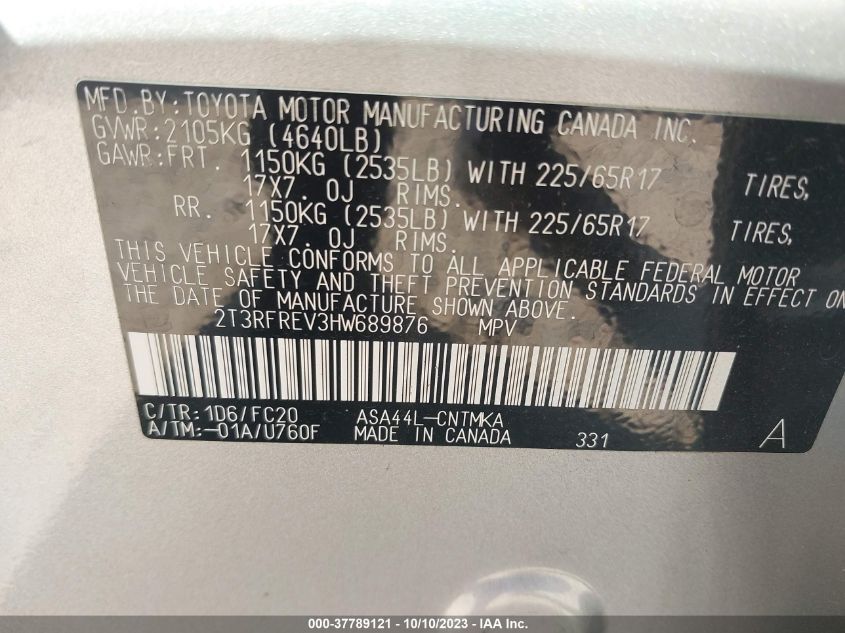 MFD. BY: TOYOTA MOTOR MANUFACTURING CANADA INC.
GVWR: 2105KG (4640LB)
GAWR: FRT. 1150KG (2535LB) WITH 225/65R17 TIRES,
17X7. 0J RIMS.
RR. 1150KG (2535LB) WITH 225/65R17 TIRES,
17X7. 0J RIMS.
THIS VEHICLE CONFORMS TO ALL APPLICABLE FEDERAL MOTOR
VEHICLE SAFETY AND THEFT PREVENTION STANDARDS IN EFFECT ON
THE DATE OF MANUFACTURE SHOWN ABOVE.
2T3RFREV3HW689876 MPV
C/TR: 1D6/FC20 ASA44L-CNTMKA
A/TM: -01A/U760F MADE IN CANADA 331 A
000-37789121 - 10/10/2023 - IAA Inc.